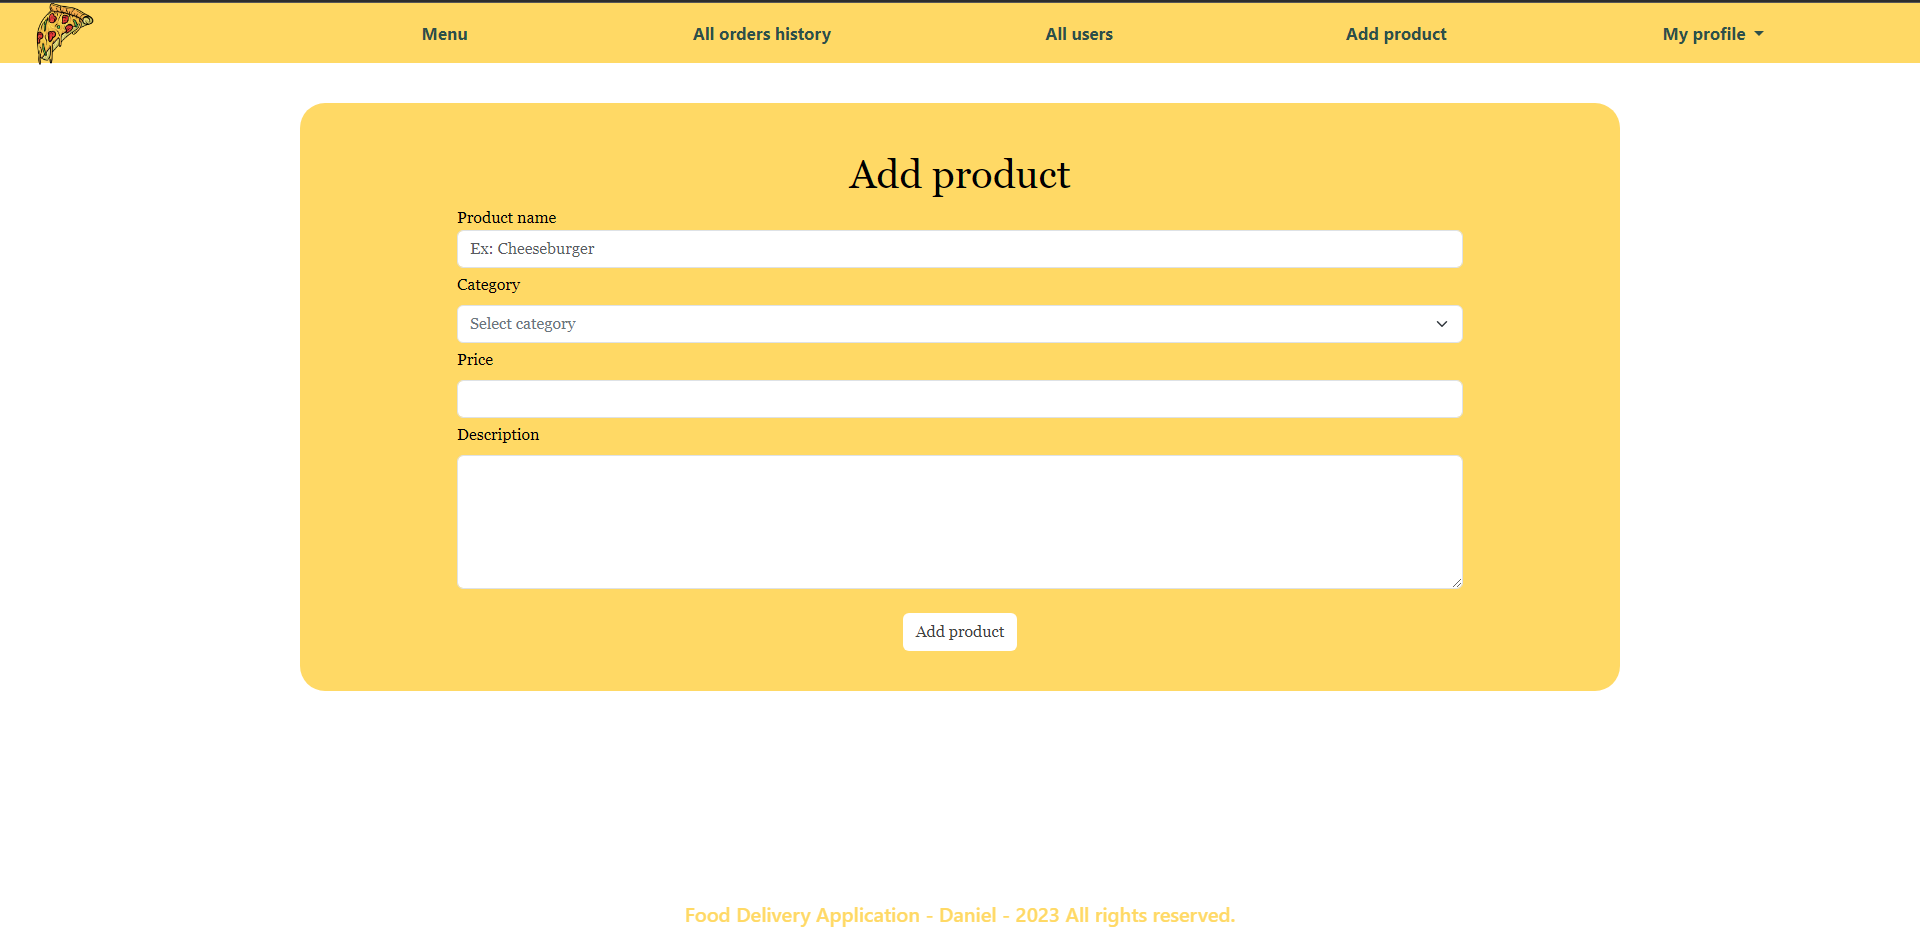 Menu All orders history All users Add product My profile
Add product
Product name
Ex: Cheeseburger
Category
Select category
Price
Description
Add product
Food Delivery Application - Daniel - 2023 All rights reserved.